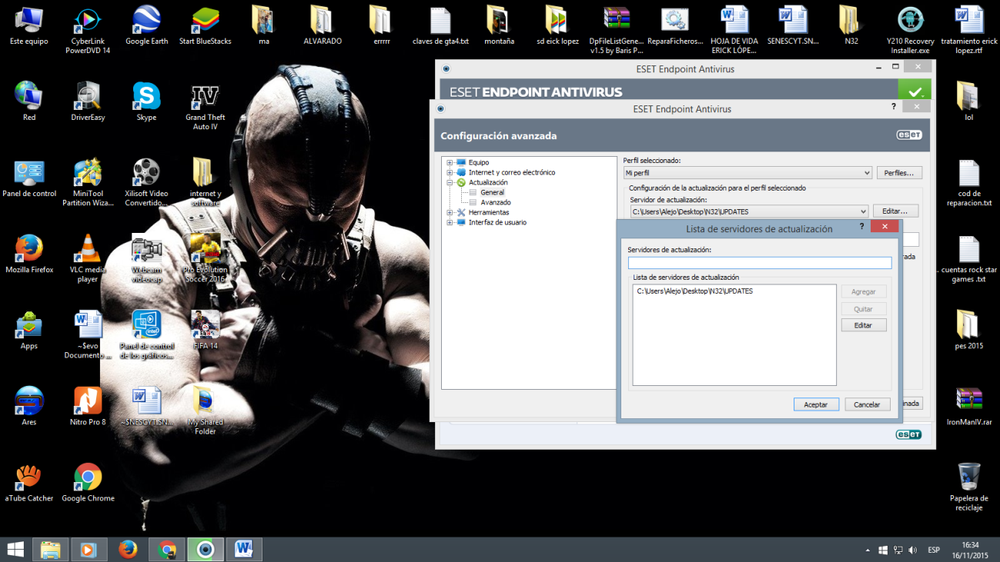 Este equipo
CyberLink
PowerDVD 14
Google Earth
Start BlueStacks
ma
ALVARADO
errrrr
claves de gta4.txt
montaña
sd eick lopez
DpFileListGene...
v1.5 by Baris P...
ReparaFicheros...
HOJA DE VIDA
ERICK LÓPE...
SENESCYT.SN...
N32
Y210 Recovery
Installer.exe
tratamiento erick
lopez.rtf
Red
DriverEasy
Skype
IV
Grand Theft
Auto IV
lol
Panel de control
MiniTool
Partition Wiza...
Xilisoft Video
Convertido...
internet y
software
cod de
reparacion.txt
Mozilla Firefox
VLC media
player
Webcam
videocap
Pro Evolution
Soccer 2016
cuentas rock star
games .txt
Apps
~$evo
Documento ...
Panel de control
de los gráficos...
FIFA 14
pes 2015
Ares
Nitro Pro 8
~$NESCYT.SN...
My Shared
Folder
IronManIV.rar
aTube Catcher
Google Chrome
Papelera de
reciclaje
ESET Endpoint Antivirus
ESET ENDPOINT ANTIVIRUS
ESET Endpoint Antivirus
?
Configuración avanzada
eset
Equipo
Internet y correo electrónico
Actualización
General
Avanzado
Herramientas
Interfaz de usuario
Perfil seleccionado:
Mi perfil
Perfiles...
Configuración de la actualización para el perfil seleccionado
Servidor de actualización:
C:\Users\Alejo\Desktop\N32\UPDATES
Editar...
rada
Lista de servidores de actualización
?
Servidores de actualización:
Lista de servidores de actualización
C:\Users\Alejo\Desktop\N32\UPDATES
Agregar
Quitar
Editar
Aceptar
Cancelar
inada
eset
ESP
16:34
16/11/2015